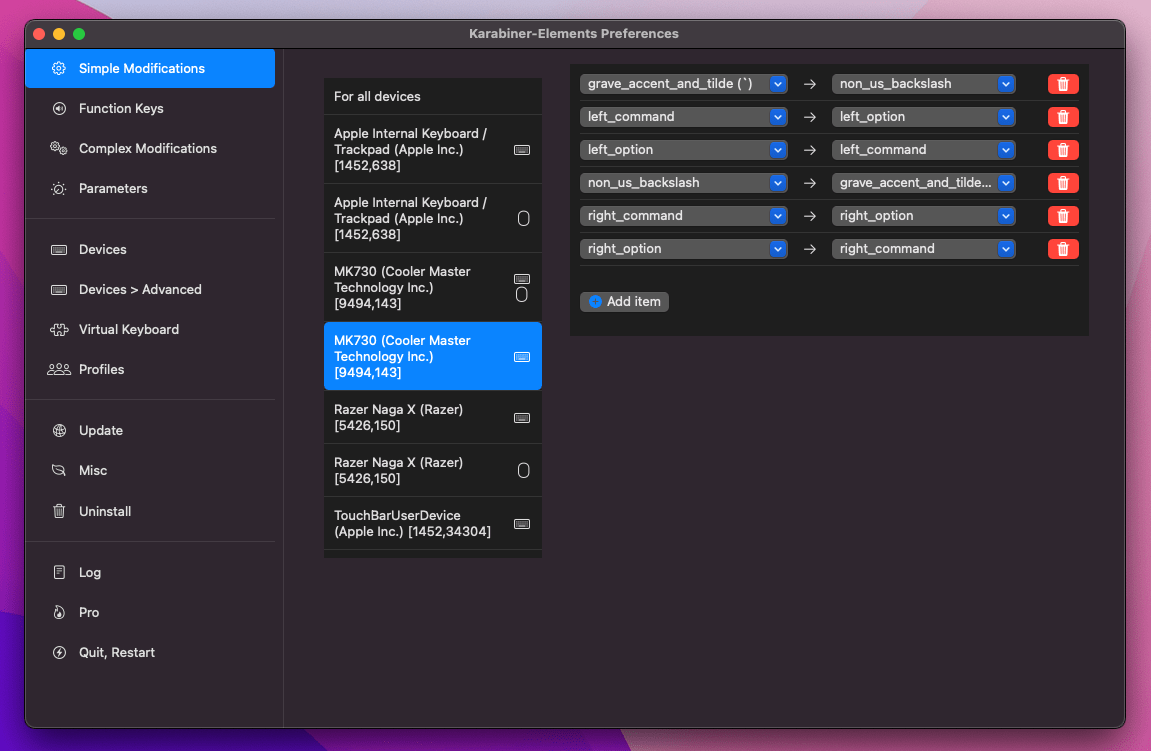 Karabiner-Elements Preferences
Simple Modifications
Function Keys
Complex Modifications
Parameters
Devices
Devices > Advanced
Virtual Keyboard
Profiles
Update
Misc
Uninstall
Log
Pro
Quit, Restart
For all devices
Apple Internal Keyboard /
Trackpad (Apple Inc.)
[1452,638]
Apple Internal Keyboard /
Trackpad (Apple Inc.)
[1452,638]
MK730 (Cooler Master
Technology Inc.)
[9494,143]
MK730 (Cooler Master
Technology Inc.)
[9494,143]
Razer Naga X (Razer)
[5426,150]
Razer Naga X (Razer)
[5426,150]
TouchBarUserDevice
(Apple Inc.) [1452,34304]
grave_accent_and_tilde (`) → non_us_backslash
left_command → left_option
left_option → left_command
non_us_backslash → grave_accent_and_tilde...
right_command → right_option
right_option → right_command
Add item